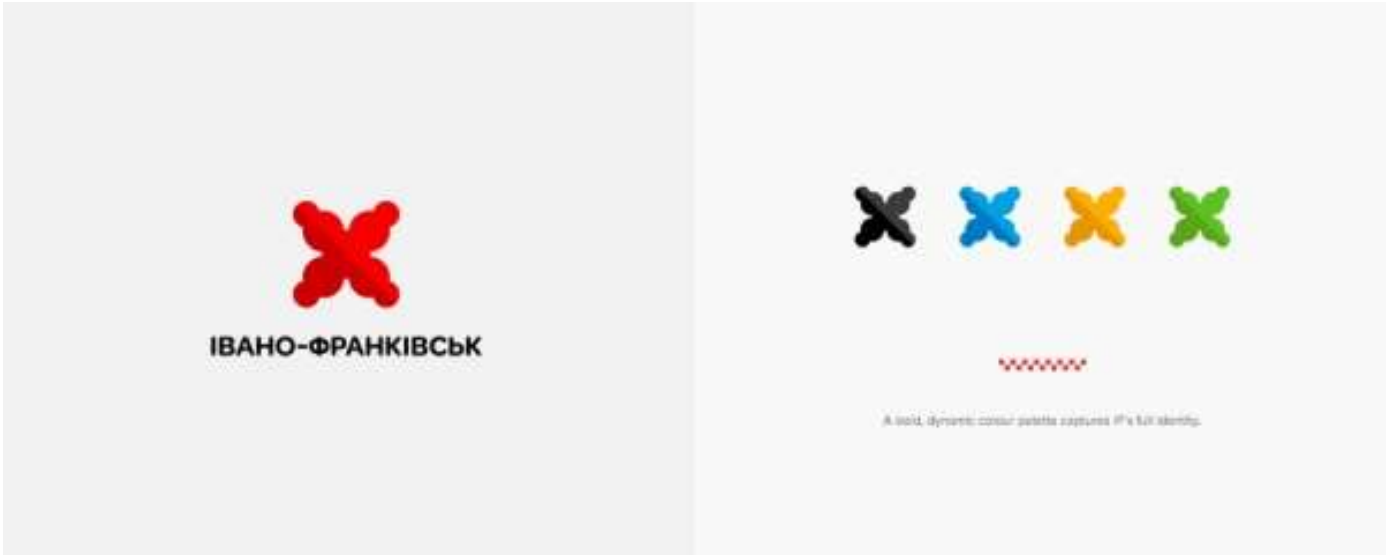 ІВАНО-ФРАНКІВСЬК
A bold, dynamic colour palette captures IF's full identity.